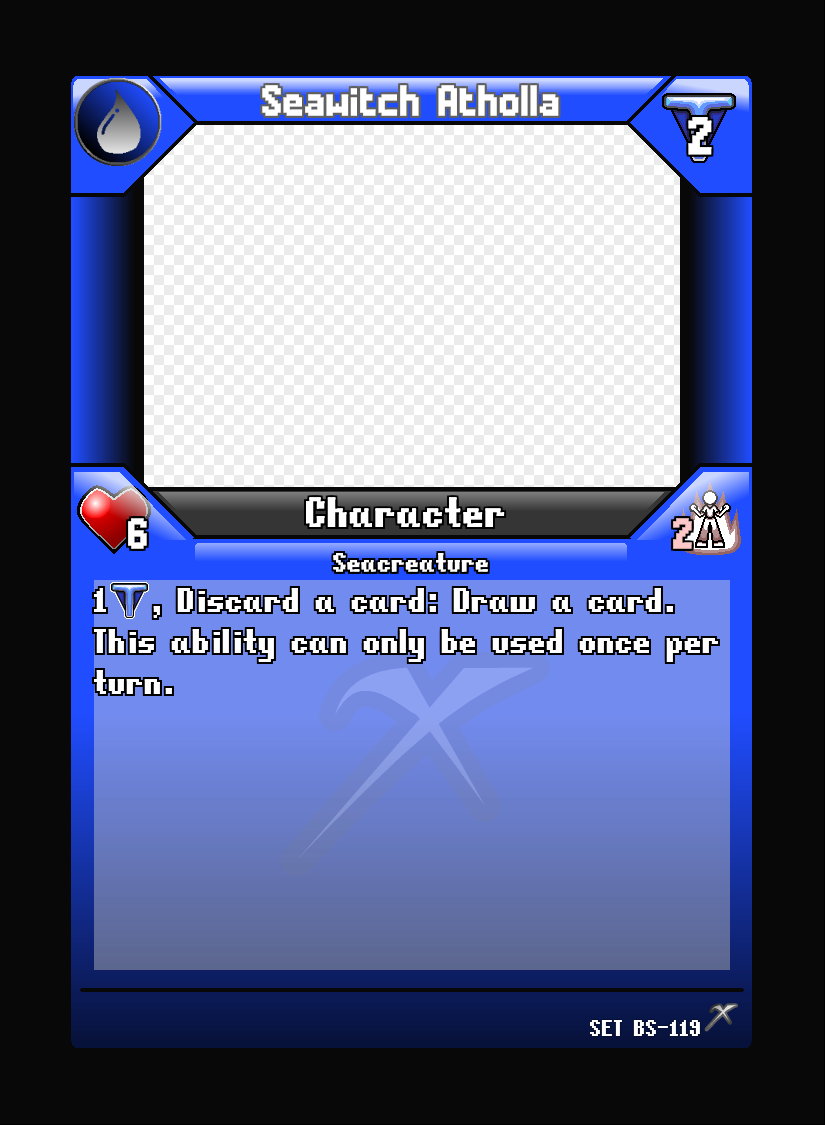 Seawitch Atholla
2
Character
6
2
Seacreature
1, Discard a card: Draw a card.
This ability can only be used once per
turn.
SET BS-119